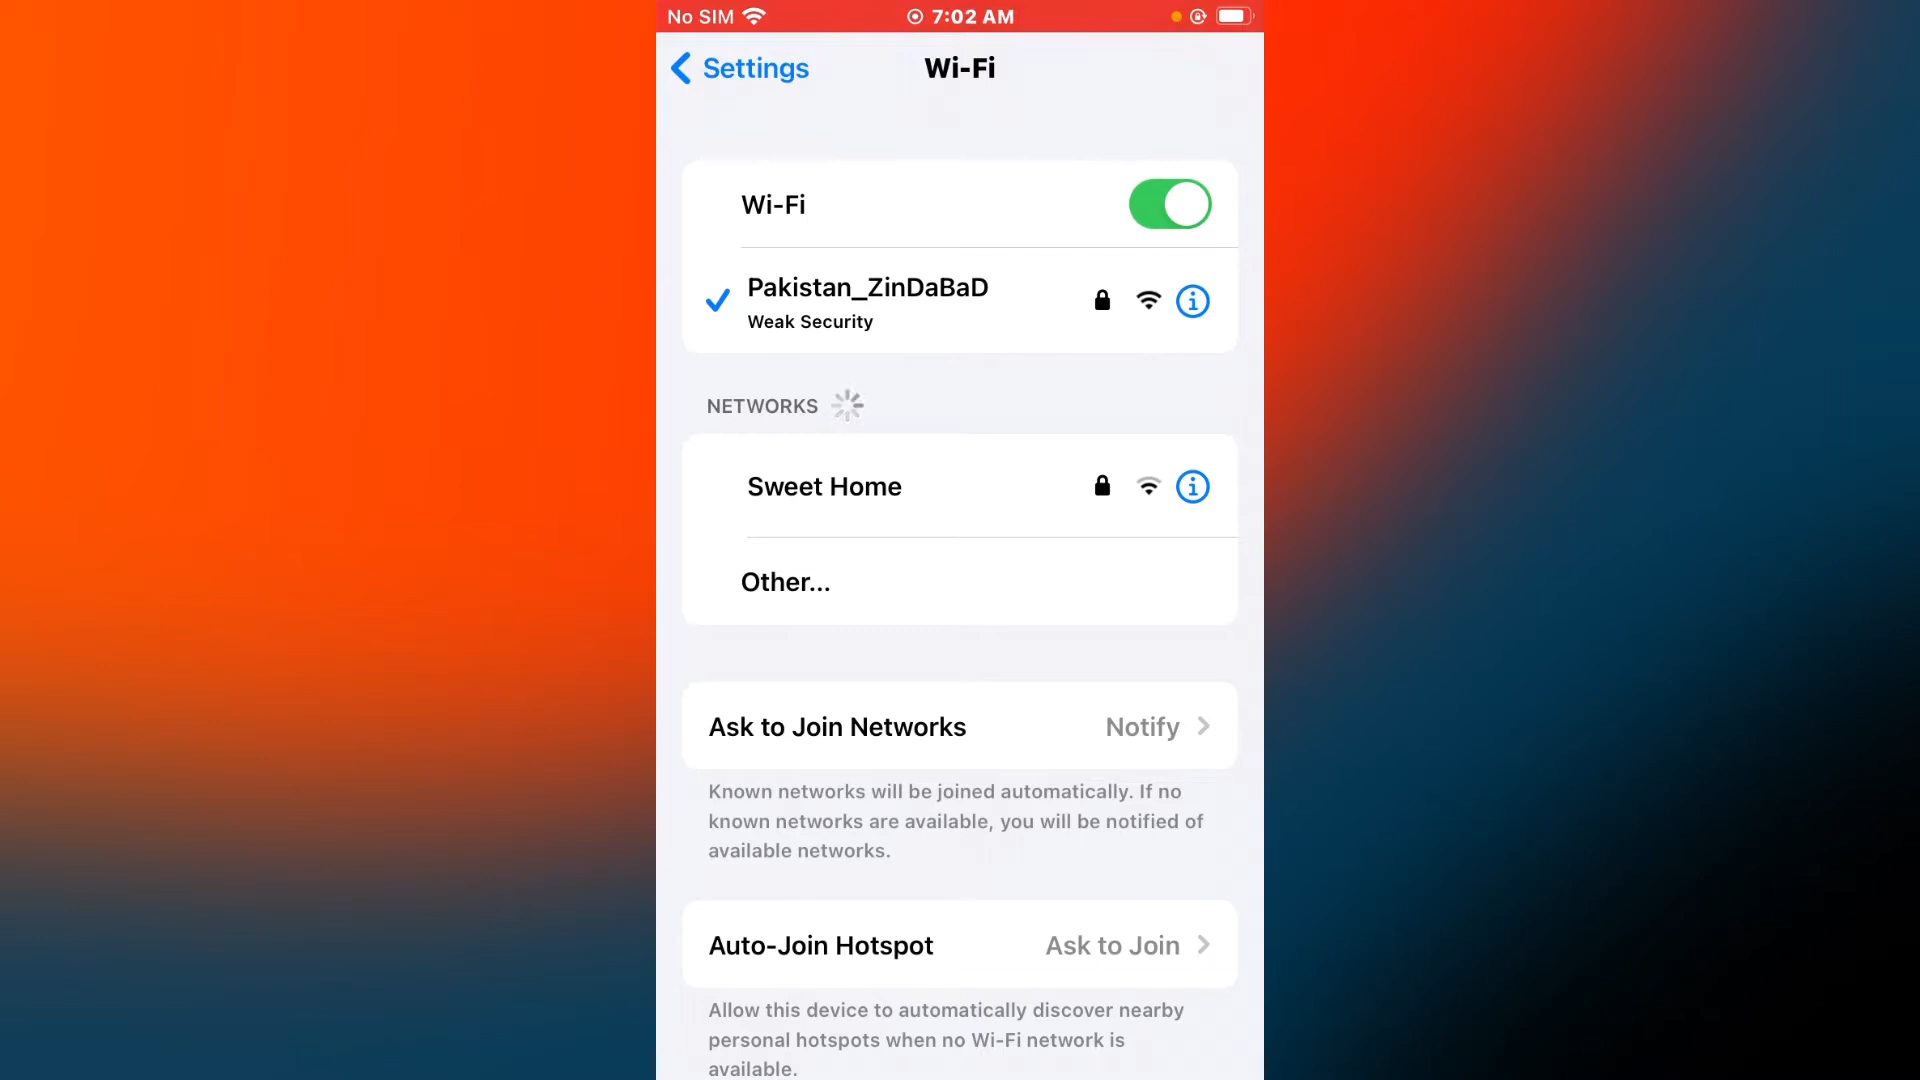 No SIM 7:02 AM
Settings
Wi-Fi
Wi-Fi
Pakistan_ZinDaBaD
Weak Security
NETWORKS
Sweet Home
Other...
Ask to Join Networks Notify
Known networks will be joined automatically. If no
known networks are available, you will be notified of
available networks.
Auto-Join Hotspot Ask to Join
Allow this device to automatically discover nearby
personal hotspots when no Wi-Fi network is
available.